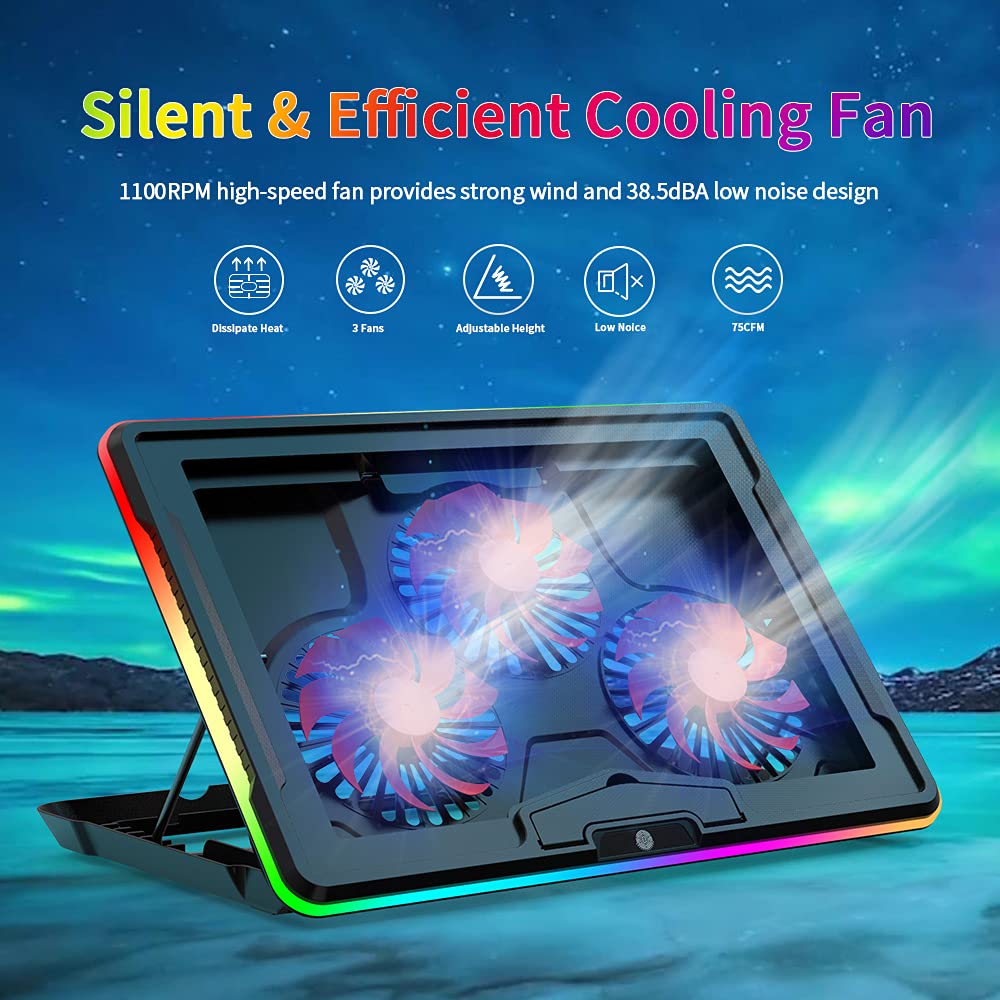 Silent & Efficient Cooling Fan
1100RPM high-speed fan provides strong wind and 38.5dBA low noise design
Dissipate Heat
3 Fans
Adjustable Height
Low Noice
75CFM